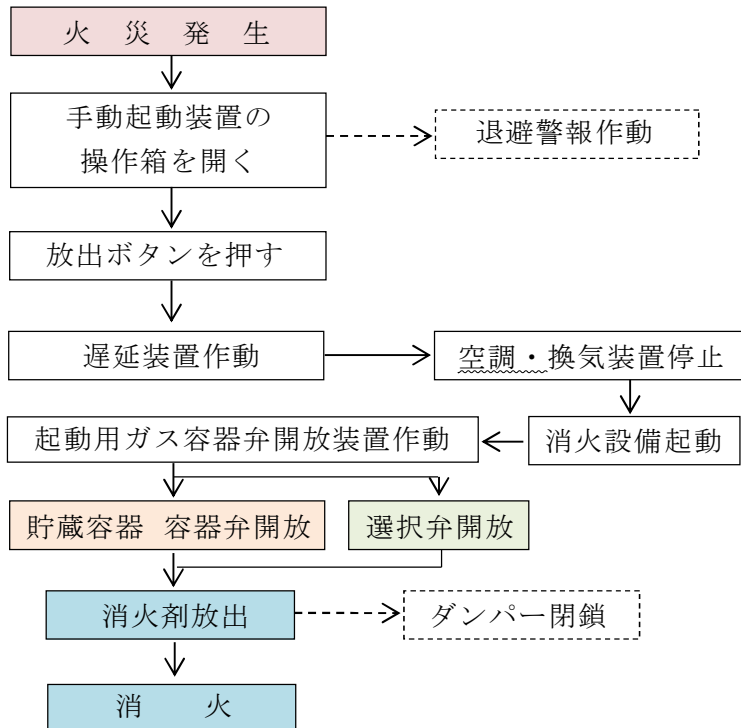 火 災 発 生
手動起動装置の
操作箱を開く
退避警報作動
放出ボタンを押す
遅延装置作動
空調・換気装置停止
起動用ガス容器弁開放装置作動
消火設備起動
貯蔵容器 容器弁開放
選択弁開放
消火剤放出
ダンパー閉鎖
消 火